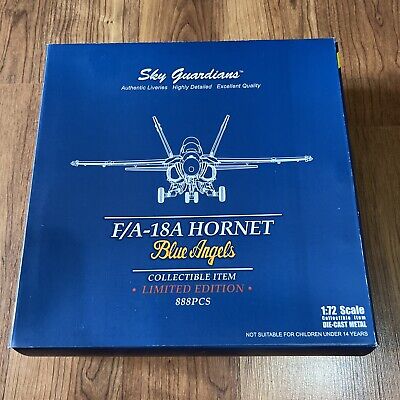 Sky Guardians™
Authentic Liveries Highly Detailed Excellent Quality
F/A-18A HORNET
Blue Angels
COLLECTIBLE ITEM
• LIMITED EDITION •
888PCS
1:72 Scale
Collectible Item
DIE-CAST METAL
NOT SUITABLE FOR CHILDREN UNDER 14 YEARS